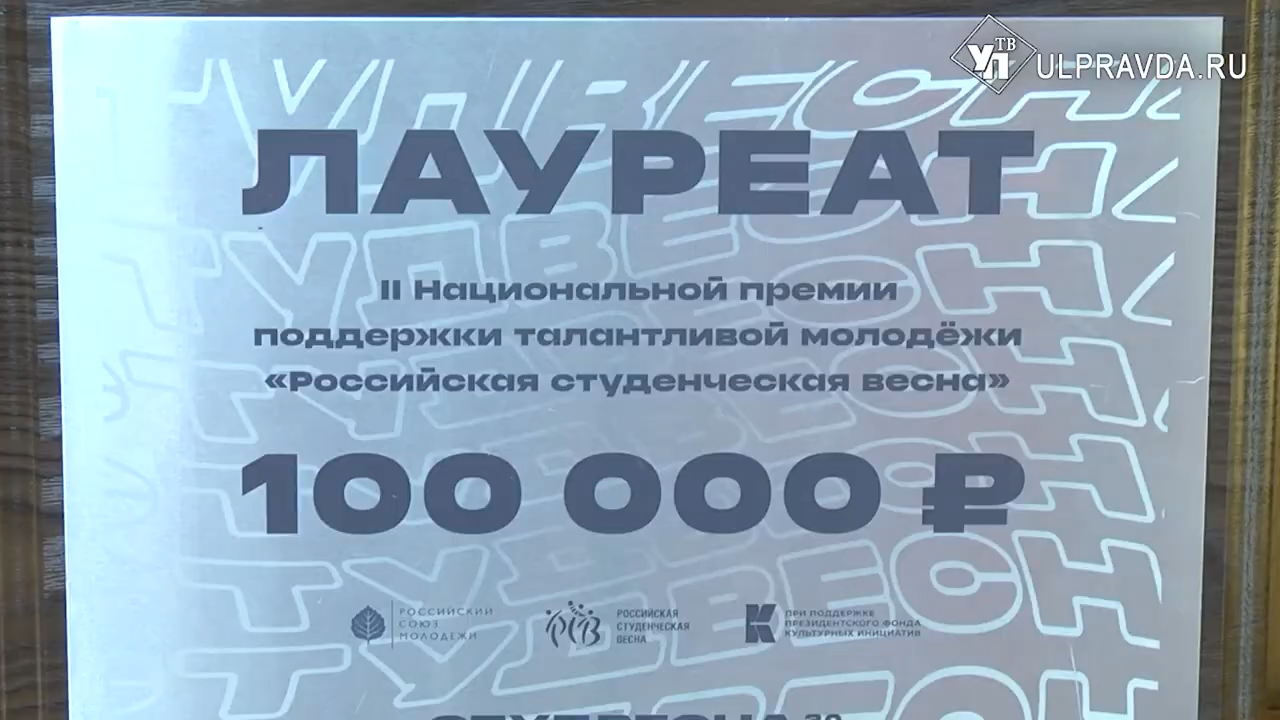 УП ТВ ULPRAVDA.RU
ЛАУРЕАТ
II Национальной премии
поддержки талантливой молодёжи
«Российская студенческая весна»
100 000 ₽
РОССИЙСКИЙ
СОЮЗ
МОЛОДЕЖИ
РСВ
РОССИЙСКАЯ
СТУДЕНЧЕСКАЯ
ВЕСНА
К
ПРИ ПОДДЕРЖКЕ
ПРЕЗИДЕНТСКОГО ФОНДА
КУЛЬТУРНЫХ ИНИЦИАТИВ